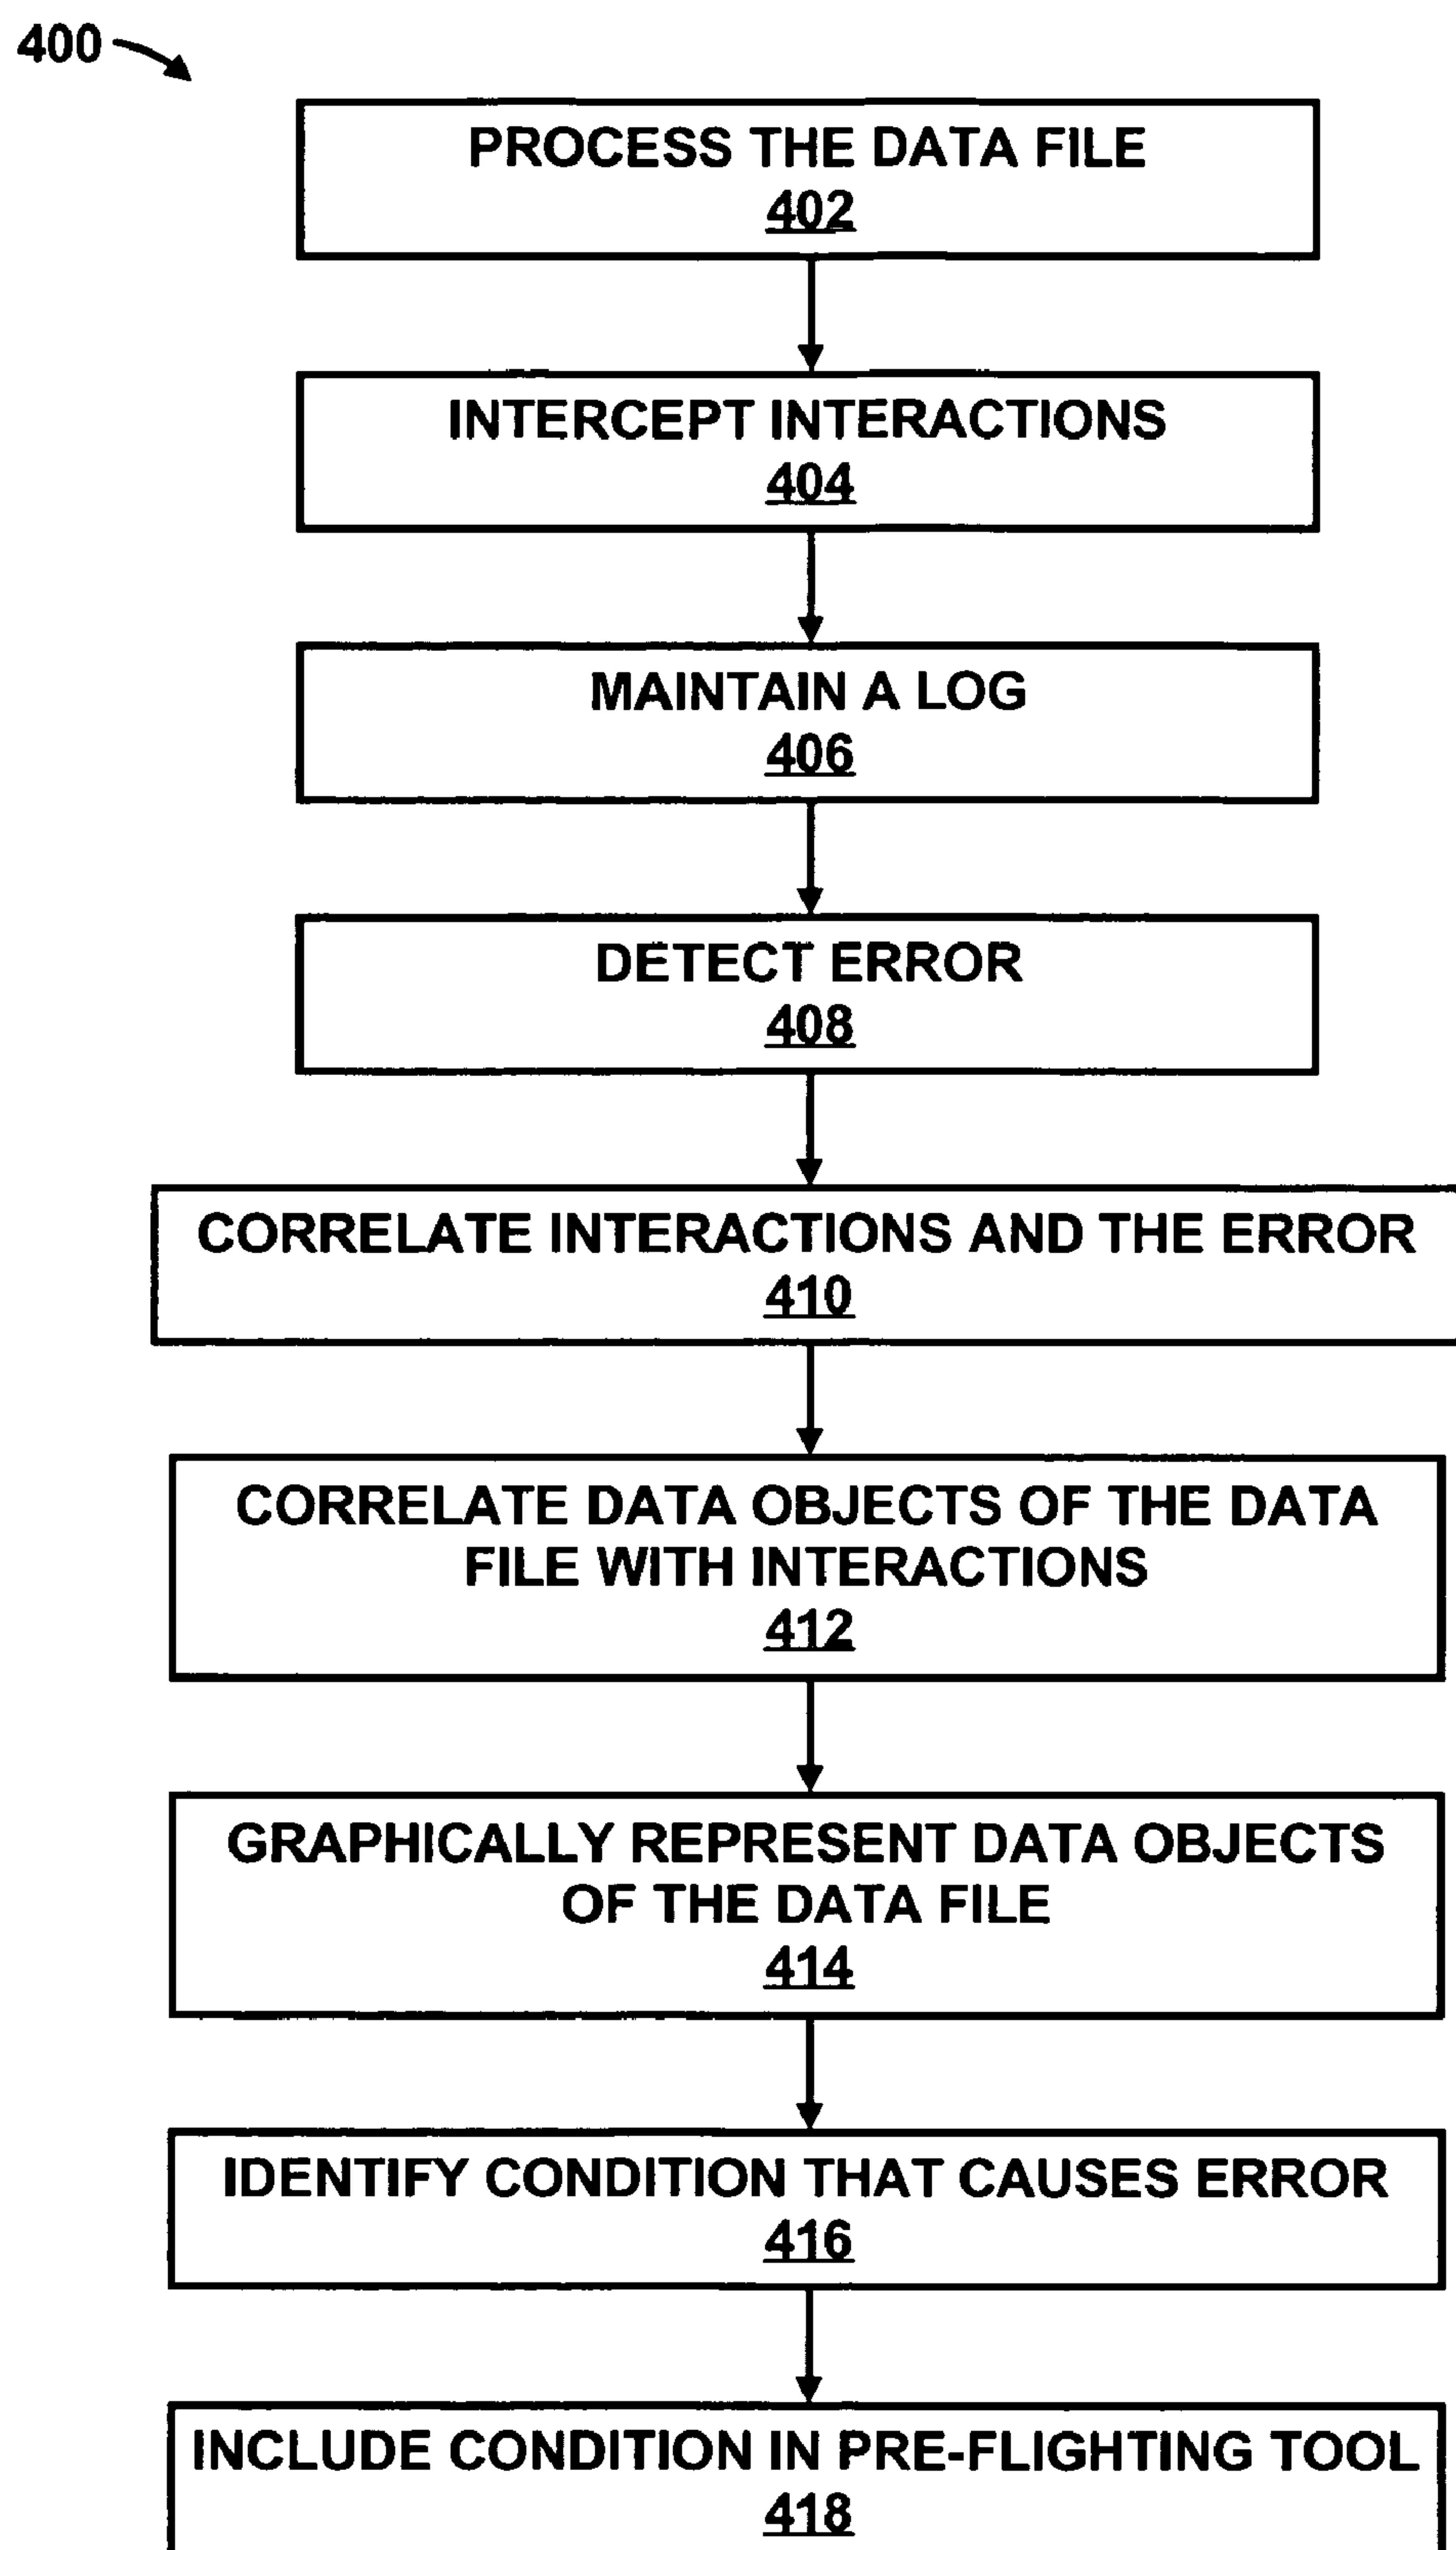 400
PROCESS THE DATA FILE
402
INTERCEPT INTERACTIONS
404
MAINTAIN A LOG
406
DETECT ERROR
408
CORRELATE INTERACTIONS AND THE ERROR
410
CORRELATE DATA OBJECTS OF THE DATA
FILE WITH INTERACTIONS
412
GRAPHICALLY REPRESENT DATA OBJECTS
OF THE DATA FILE
414
IDENTIFY CONDITION THAT CAUSES ERROR
416
INCLUDE CONDITION IN PRE-FLIGHTING TOOL
418